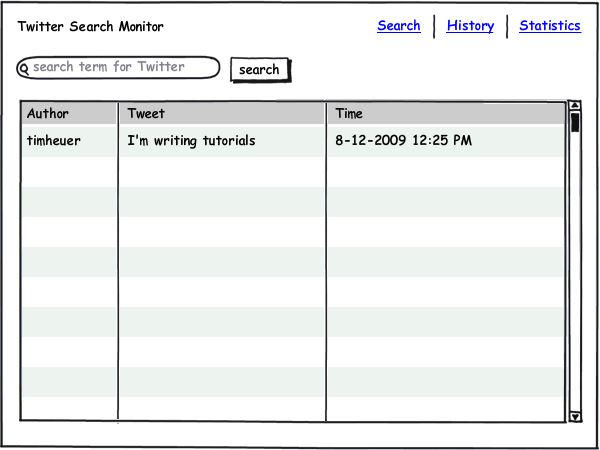 Twitter Search Monitor
Search History Statistics
search term for Twitter search
Author Tweet Time
timheuer I'm writing tutorials 8-12-2009 12:25 PM